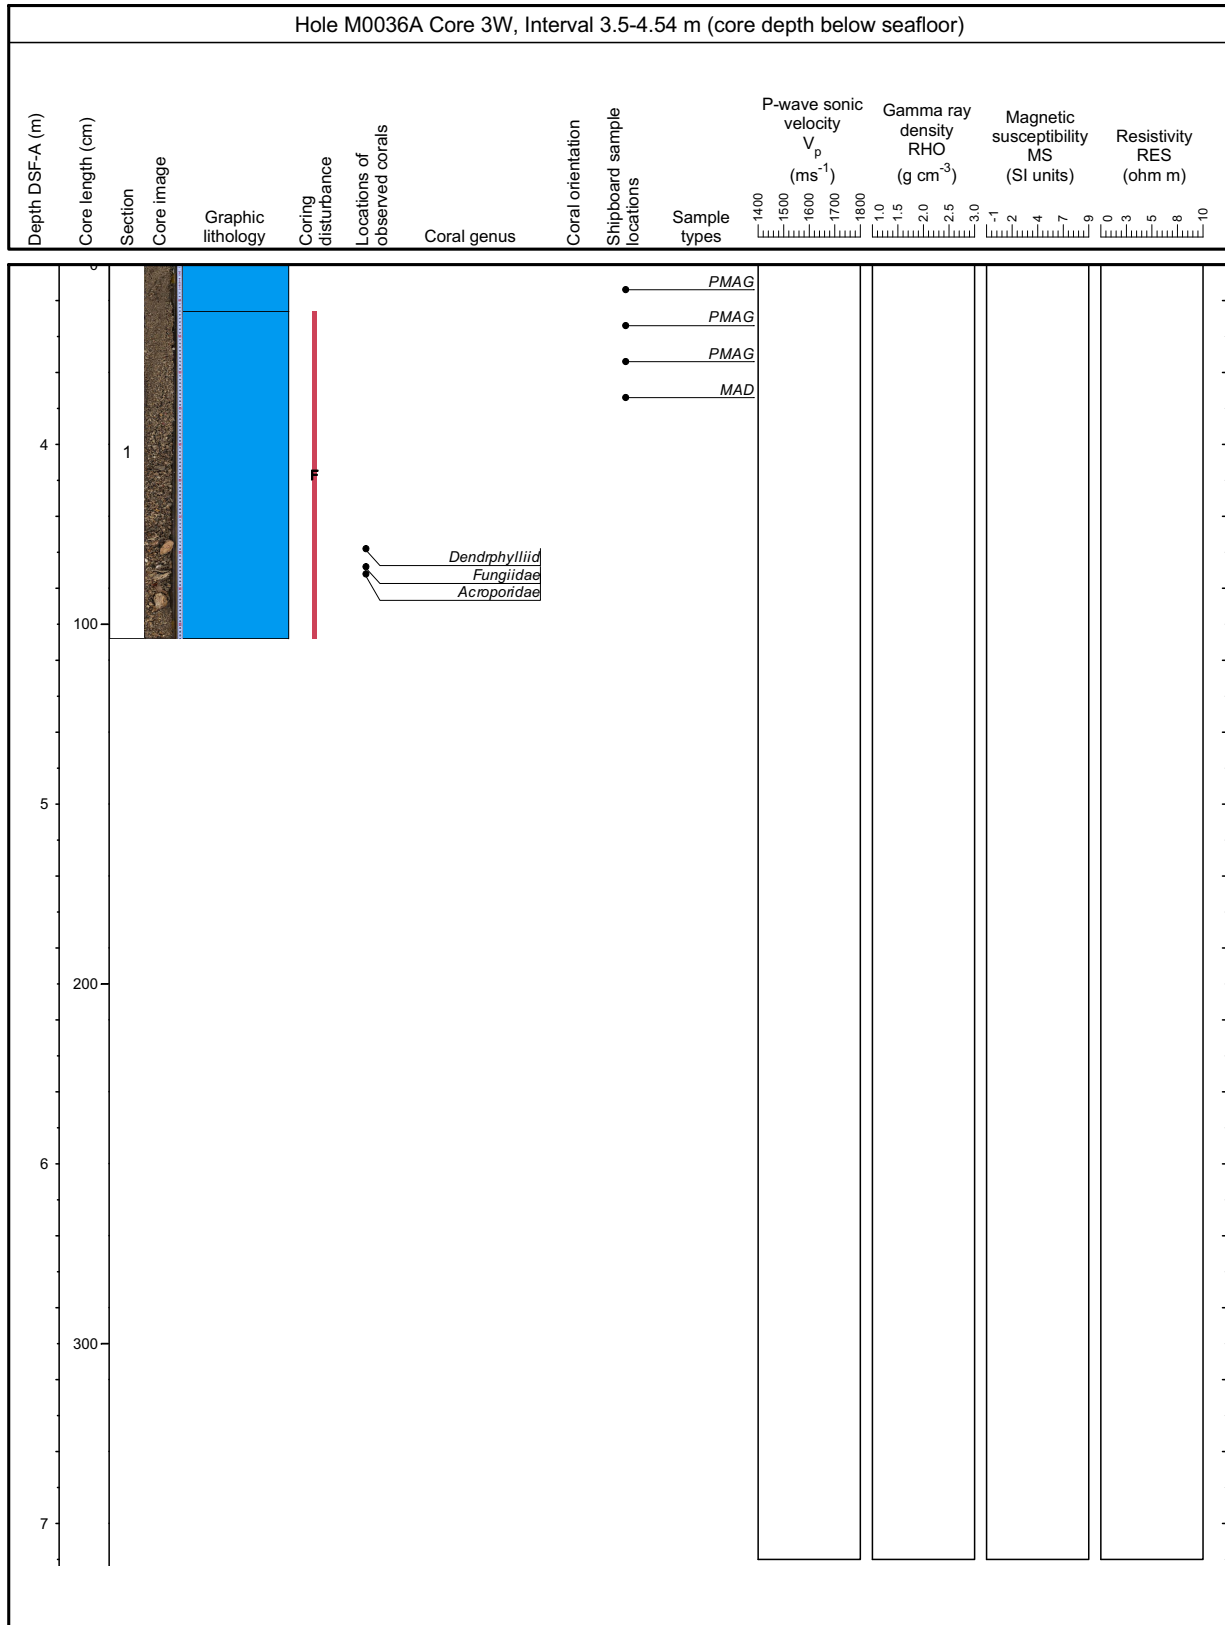 Hole M0036A Core 3W, Interval 3.5-4.54 m (core depth below seafloor)
Depth DSF-A (m)
Core length (cm)
Section
Core image
Graphic
lithology
Coring
disturbance
Locations of
observed corals
Coral genus
Coral orientation
Shipboard sample
locations
Sample
types
P-wave sonic
velocity
Vp
(ms-1)
1400 1500 1600 1700 1800
Gamma ray
density
RHO
(g cm-3)
1.0 1.5 2.0 2.5 3.0
Magnetic
susceptibility
MS
(SI units)
-1 2 4 7 9
Resistivity
RES
(ohm m)
0 3 5 8 10
0
PMAG
PMAG
PMAG
MAD
4
1
F
Dendrphylliid
Fungiidae
Acroporidae
100
5
200
6
300
7